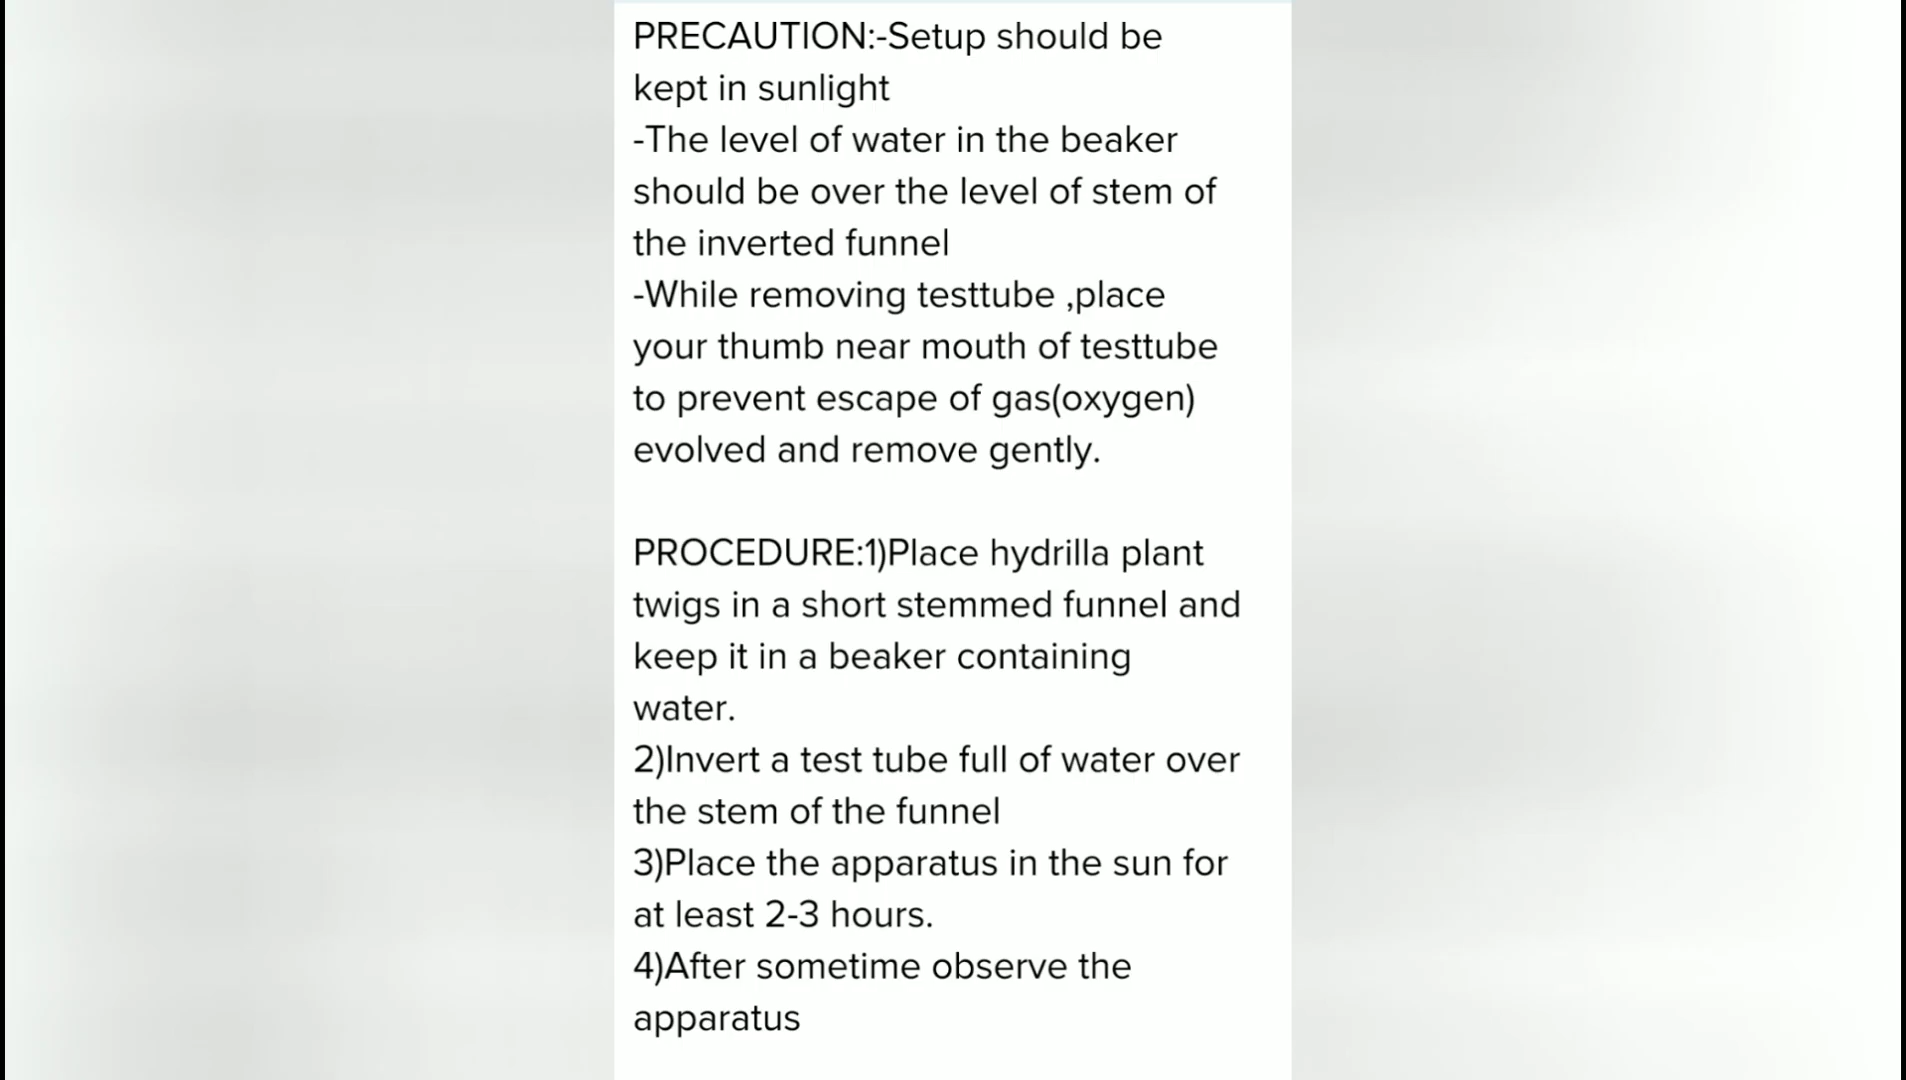 PRECAUTION:-Setup should be
kept in sunlight
-The level of water in the beaker
should be over the level of stem of
the inverted funnel
-While removing testtube ,place
your thumb near mouth of testtube
to prevent escape of gas(oxygen)
evolved and remove gently.
PROCEDURE:1)Place hydrilla plant
twigs in a short stemmed funnel and
keep it in a beaker containing
water.
2)Invert a test tube full of water over
the stem of the funnel
3)Place the apparatus in the sun for
at least 2-3 hours.
4)After sometime observe the
apparatus